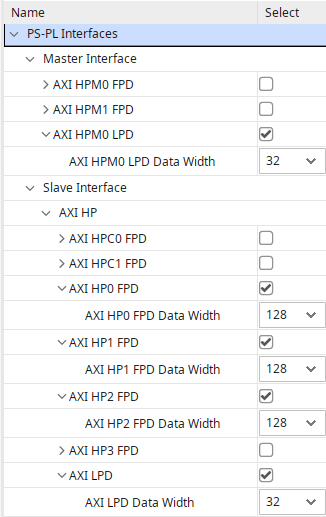 Name Select
PS-PL Interfaces
Master Interface
AXI HPM0 FPD
AXI HPM1 FPD
AXI HPM0 LPD
AXI HPM0 LPD Data Width 32
Slave Interface
AXI HP
AXI HPC0 FPD
AXI HPC1 FPD
AXI HP0 FPD
AXI HP0 FPD Data Width 128
AXI HP1 FPD
AXI HP1 FPD Data Width 128
AXI HP2 FPD
AXI HP2 FPD Data Width 128
AXI HP3 FPD
AXI LPD
AXI LPD Data Width 32